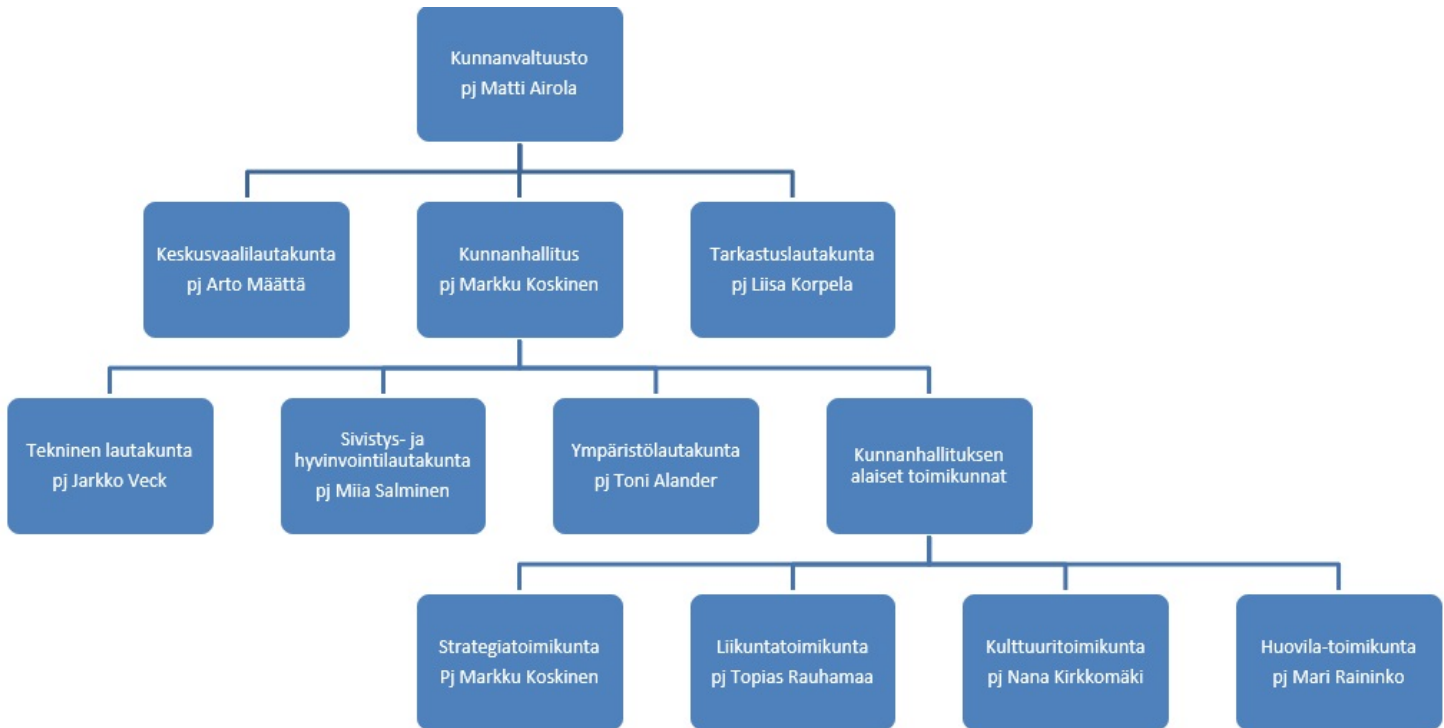 Kunnanvaltuusto
pj Matti Airola
Keskusvaalilautakunta
pj Arto Määttä
Kunnanhallitus
pj Markku Koskinen
Tarkastuslautakunta
pj Liisa Korpela
Tekninen lautakunta
pj Jarkko Veck
Sivistys- ja
hyvinvointilautakunta
pj Miia Salminen
Ympäristölautakunta
pj Toni Alander
Kunnanhallituksen
alaiset toimikunnat
Strategiatoimikunta
Pj Markku Koskinen
Liikuntatoimikunta
pj Topias Rauhamaa
Kulttuuritoimikunta
pj Nana Kirkkomäki
Huovila-toimikunta
pj Mari Raininko